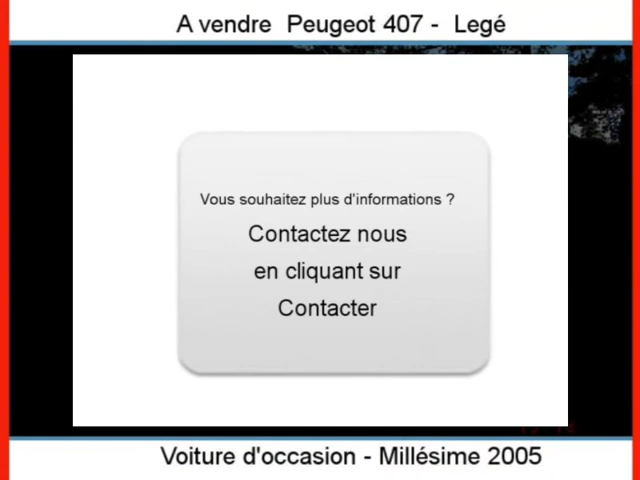 A vendre  Peugeot 407 -  Legé
Vous souhaitez plus d'informations ?
Contactez nous
en cliquant sur
Contacter
Voiture d'occasion - Millésime 2005